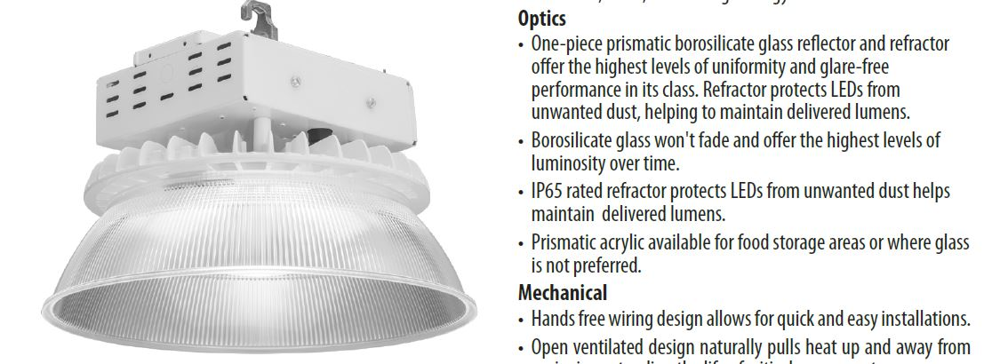 Optics
• One-piece prismatic borosilicate glass reflector and refractor
offer the highest levels of uniformity and glare-free
performance in its class. Refractor protects LEDs from
unwanted dust, helping to maintain delivered lumens.
• Borosilicate glass won't fade and offer the highest levels of
luminosity over time.
• IP65 rated refractor protects LEDs from unwanted dust helps
maintain delivered lumens.
• Prismatic acrylic available for food storage areas or where glass
is not preferred.
Mechanical
• Hands free wiring design allows for quick and easy installations.
• Open ventilated design naturally pulls heat up and away from